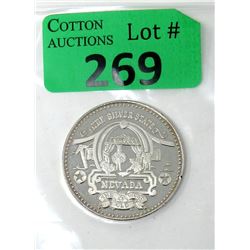 COTTON
AUCTIONS
Lot #
269
THE SILVER STATE
NEVADA